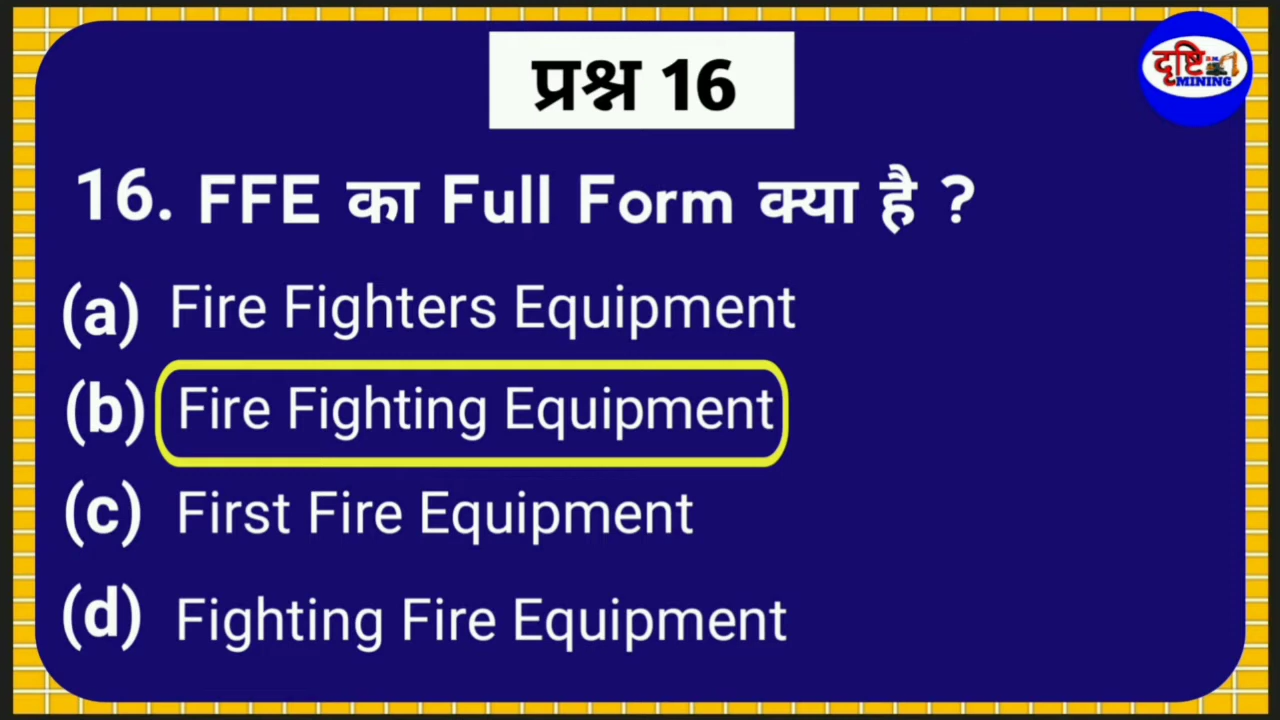 प्रश्न 16
दृष्टि
MINING
16. FFE का Full Form क्या है ?
(a) Fire Fighters Equipment
(b) Fire Fighting Equipment
(c) First Fire Equipment
(d) Fighting Fire Equipment